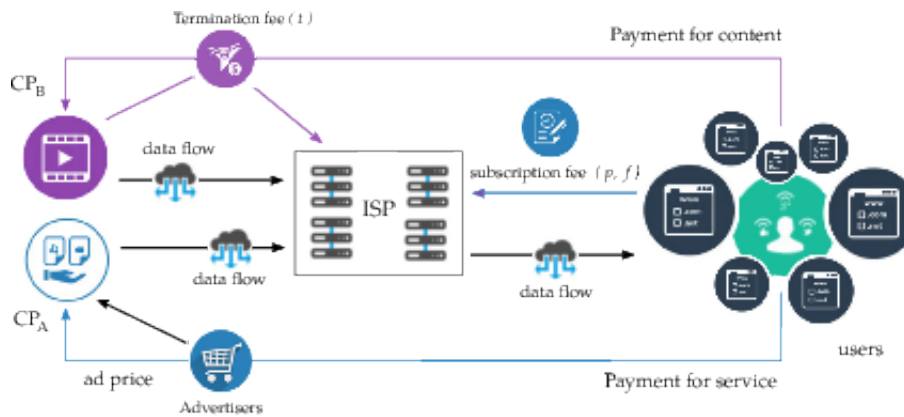 Termination fee ( t )
Payment for content
CP_B
data flow
subscription fee ( p, f )
ISP
data flow
data flow
CP_A
users
ad price
Payment for service
Advertisers